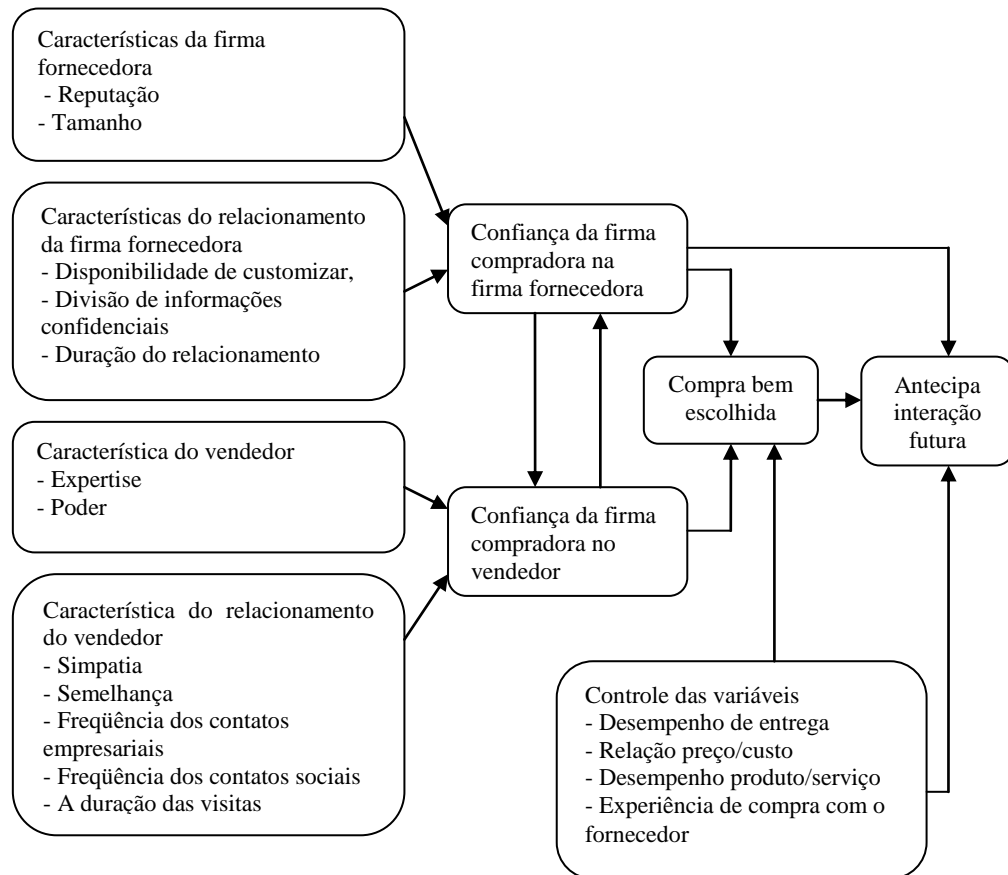 Características da firma
fornecedora
- Reputação
- Tamanho
Características do relacionamento
da firma fornecedora
- Disponibilidade de customizar,
- Divisão de informações
confidenciais
- Duração do relacionamento
Característica do vendedor
- Expertise
- Poder
Característica do relacionamento
do vendedor
- Simpatia
- Semelhança
- Freqüência dos contatos
empresariais
- Freqüência dos contatos sociais
- A duração das visitas
Confiança da firma
compradora na
firma fornecedora
Confiança da firma
compradora no
vendedor
Compra bem
escolhida
Antecipa
interação
futura
Controle das variáveis
- Desempenho de entrega
- Relação preço/custo
- Desempenho produto/serviço
- Experiência de compra com o
fornecedor